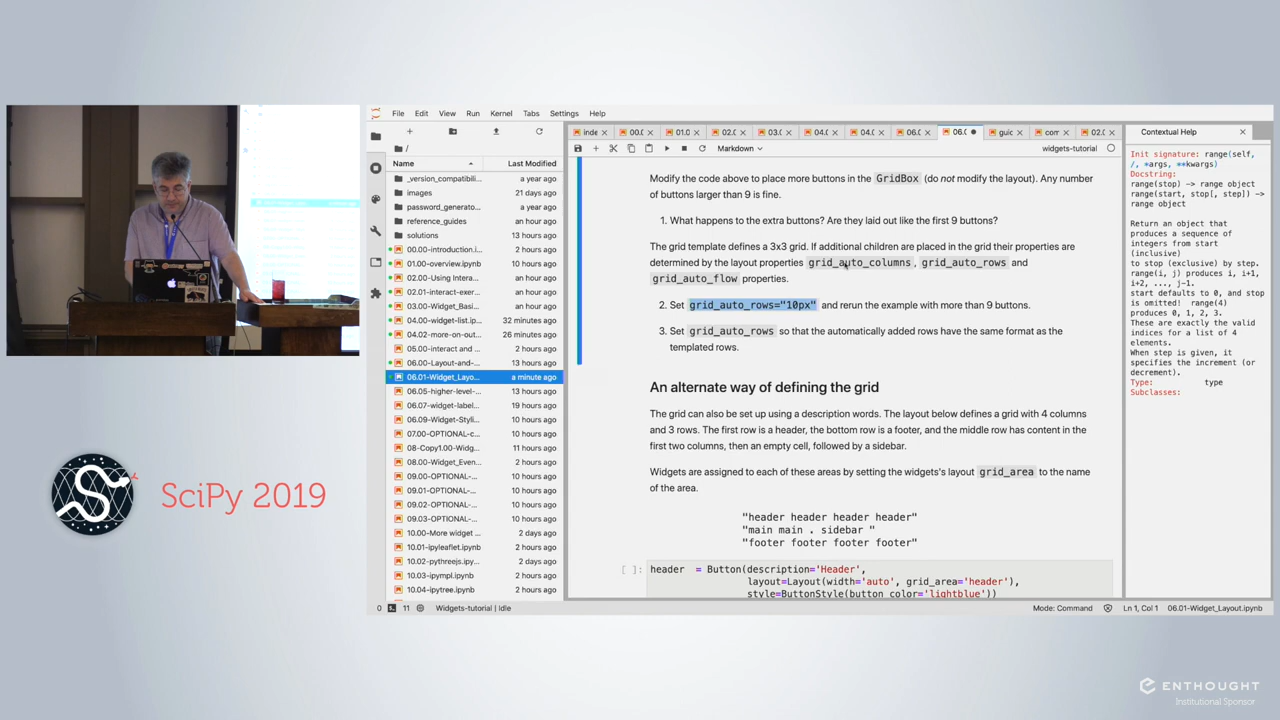 File Edit View Run Kernel Tabs Settings Help
/
Name Last Modified
_version_compatibili... a year ago
images 21 days ago
password_generato... a year ago
reference_guides an hour ago
solutions 13 hours ago
00.00-introduction.i... 2 hours ago
01.00-overview.ipynb 10 hours ago
02.00-Using Intera... an hour ago
02.01-interact-exer... an hour ago
03.00-Widget_Basi... an hour ago
04.00-widget-list.ip... 32 minutes ago
04.02-more-on-out... 26 minutes ago
05.00-interact and ... 2 hours ago
06.00-Layout-and-... 13 hours ago
06.01-Widget_Layo... a minute ago
06.05-higher-level-... 13 hours ago
06.07-widget-label... 19 hours ago
06.09-Widget-Styli... 10 hours ago
07.00-OPTIONAL-c... 10 hours ago
08-Copy1.00-Widg... 11 hours ago
08.00-Widget_Even... 2 hours ago
09.00-OPTIONAL-... 10 hours ago
09.01-OPTIONAL-... 10 hours ago
09.02-OPTIONAL-... 10 hours ago
09.03-OPTIONAL-... 10 hours ago
10.00-More widget ... 2 days ago
10.01-ipyleaflet.ipynb 2 hours ago
10.02-pythreejs.ipy... 2 days ago
10.03-ipympl.ipynb 2 hours ago
10.04-ipytree.ipynb 2 hours ago
inde 00.0 01.0 02.0 03.0 04.0 04.0 06.0 06. guic com 02.0
Markdown widgets-tutorial
Modify the code above to place more buttons in the GridBox (do not modify the layout). Any number
of buttons larger than 9 is fine.
1. What happens to the extra buttons? Are they laid out like the first 9 buttons?
The grid template defines a 3x3 grid. If additional children are placed in the grid their properties are
determined by the layout properties grid_auto_columns, grid_auto_rows and
grid_auto_flow properties.
2. Set grid_auto_rows="10px" and rerun the example with more than 9 buttons.
3. Set grid_auto_rows so that the automatically added rows have the same format as the
templated rows.
An alternate way of defining the grid
The grid can also be set up using a description words. The layout below defines a grid with 4 columns
and 3 rows. The first row is a header, the bottom row is a footer, and the middle row has content in the
first two columns, then an empty cell, followed by a sidebar.
Widgets are assigned to each of these areas by setting the widgets's layout grid_area to the name
of the area.
"header header header header"
"main main . sidebar "
"footer footer footer footer"
[ ]: header = Button(description='Header',
layout=Layout(width='auto', grid_area='header'),
style=ButtonStyle(button_color='lightblue'))
Contextual Help
Init signature: range(self,
/, *args, **kwargs)
Docstring:
range(stop) -> range object
range(start, stop[, step]) ->
range object
Return an object that
produces a sequence of
integers from start
(inclusive)
to stop (exclusive) by step.
range(i, j) produces i, i+1,
i+2, ..., j-1.
start defaults to 0, and stop
is omitted! range(4)
produces 0, 1, 2, 3.
These are exactly the valid
indices for a list of 4
elements.
When step is given, it
specifies the increment (or
decrement).
Type: type
Subclasses:
0 11 Widgets-tutorial | Idle Mode: Command Ln 1, Col 1 06.01-Widget_Layout.ipynb
SciPy 2019
ENTHOUGHT
Institutional Sponsor